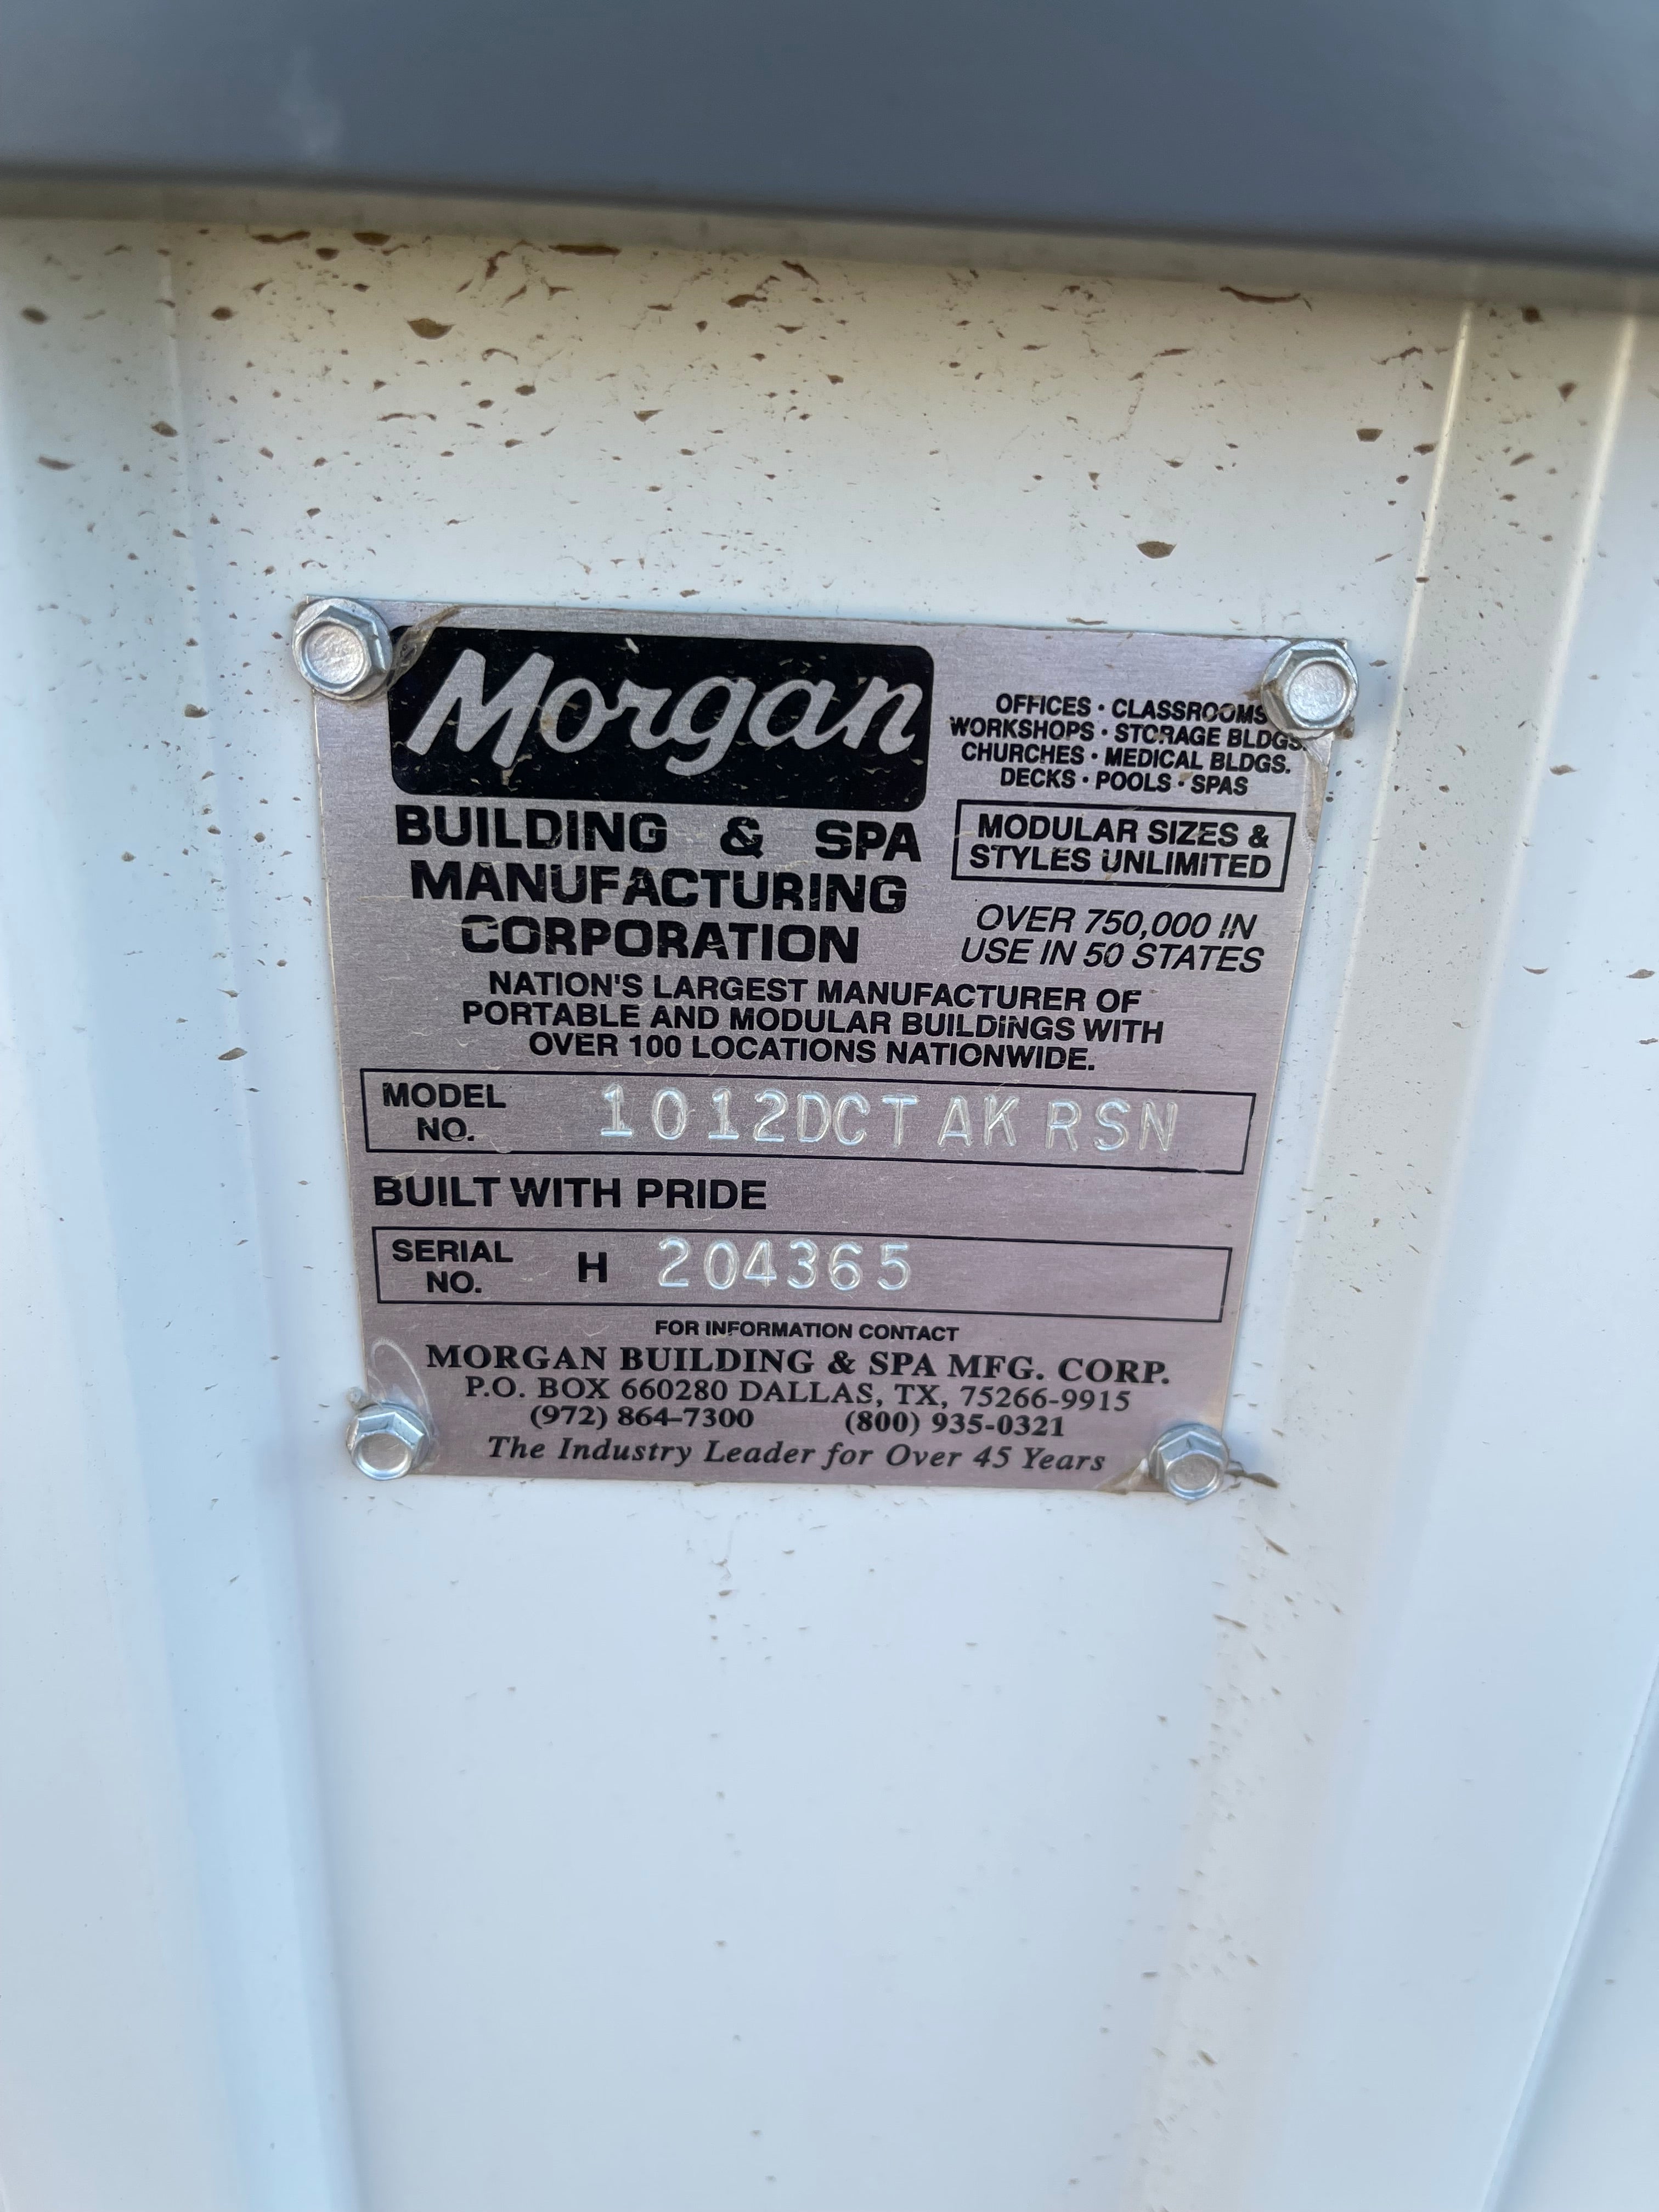 Morgan
BUILDING & SPA
MANUFACTURING
CORPORATION
OFFICES · CLASSROOMS
WORKSHOPS · STORAGE BLDGS.
CHURCHES · MEDICAL BLDGS.
DECKS · POOLS · SPAS
MODULAR SIZES &
STYLES UNLIMITED
OVER 750,000 IN
USE IN 50 STATES
NATION'S LARGEST MANUFACTURER OF
PORTABLE AND MODULAR BUILDINGS WITH
OVER 100 LOCATIONS NATIONWIDE.
MODEL NO. 1012DCT AK RSN
BUILT WITH PRIDE
SERIAL NO. H 204365
FOR INFORMATION CONTACT
MORGAN BUILDING & SPA MFG. CORP.
P.O. BOX 660280 DALLAS, TX, 75266-9915
(972) 864-7300 (800) 935-0321
The Industry Leader for Over 45 Years